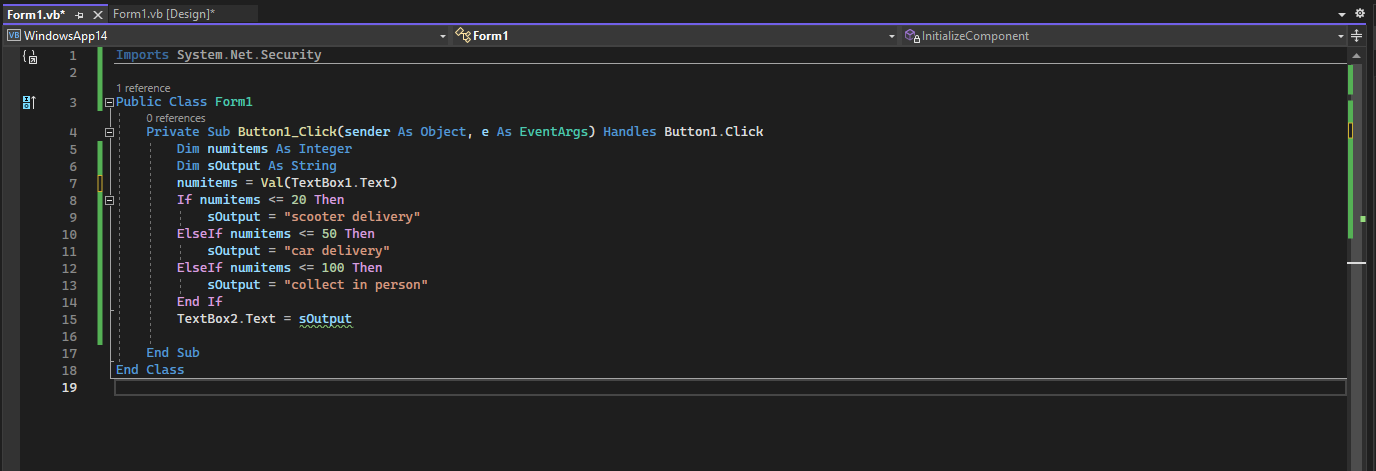 Form1.vb* Form1.vb [Design]*
VB WindowsApp14 Form1 InitializeComponent
1 Imports System.Net.Security
2
1 reference
3 Public Class Form1
0 references
4 Private Sub Button1_Click(sender As Object, e As EventArgs) Handles Button1.Click
5 Dim numitems As Integer
6 Dim sOutput As String
7 numitems = Val(TextBox1.Text)
8 If numitems <= 20 Then
9 sOutput = "scooter delivery"
10 ElseIf numitems <= 50 Then
11 sOutput = "car delivery"
12 ElseIf numitems <= 100 Then
13 sOutput = "collect in person"
14 End If
15 TextBox2.Text = sOutput
16
17 End Sub
18 End Class
19